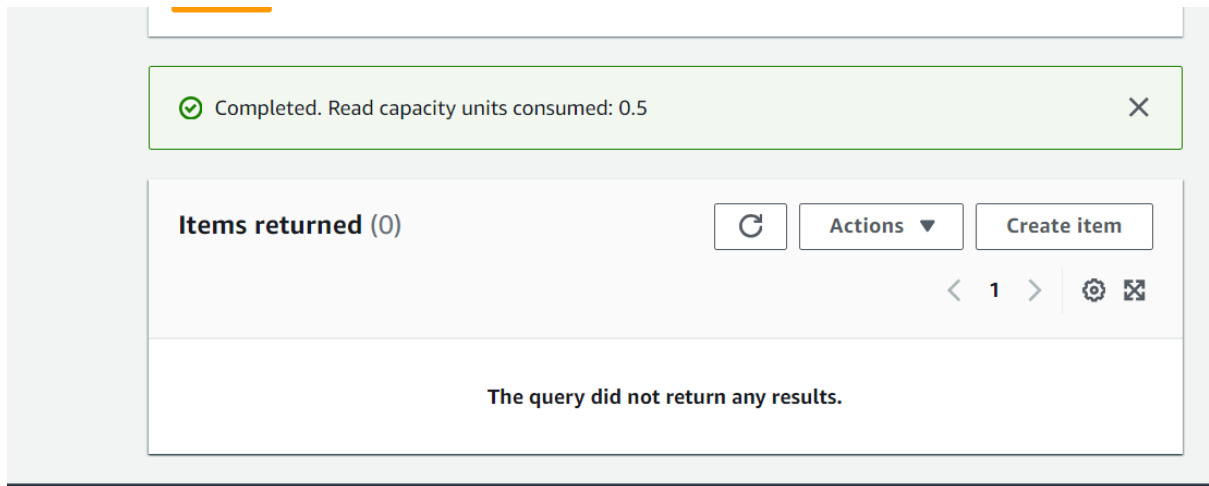 Completed. Read capacity units consumed: 0.5
Items returned (0)
Actions
Create item
1
The query did not return any results.